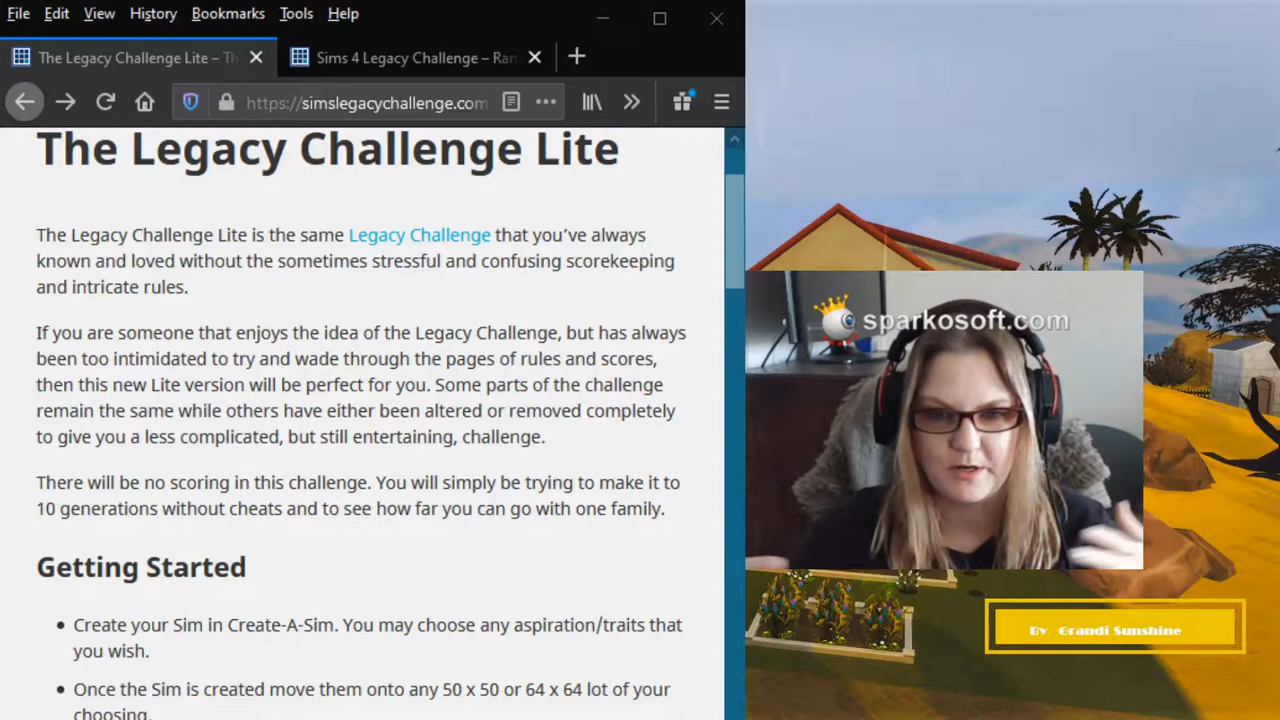 File Edit View History Bookmarks Tools Help
The Legacy Challenge Lite – Th
Sims 4 Legacy Challenge – Ran
https://simslegacychallenge.com
The Legacy Challenge Lite
The Legacy Challenge Lite is the same Legacy Challenge that you’ve always
known and loved without the sometimes stressful and confusing scorekeeping
and intricate rules.
If you are someone that enjoys the idea of the Legacy Challenge, but has always
been too intimidated to try and wade through the pages of rules and scores,
then this new Lite version will be perfect for you. Some parts of the challenge
remain the same while others have either been altered or removed completely
to give you a less complicated, but still entertaining, challenge.
There will be no scoring in this challenge. You will simply be trying to make it to
10 generations without cheats and to see how far you can go with one family.
Getting Started
• Create your Sim in Create-A-Sim. You may choose any aspiration/traits that
you wish.
• Once the Sim is created move them onto any 50 x 50 or 64 x 64 lot of your
choosing.
sparkosoft.com
By Grandi Sunshine